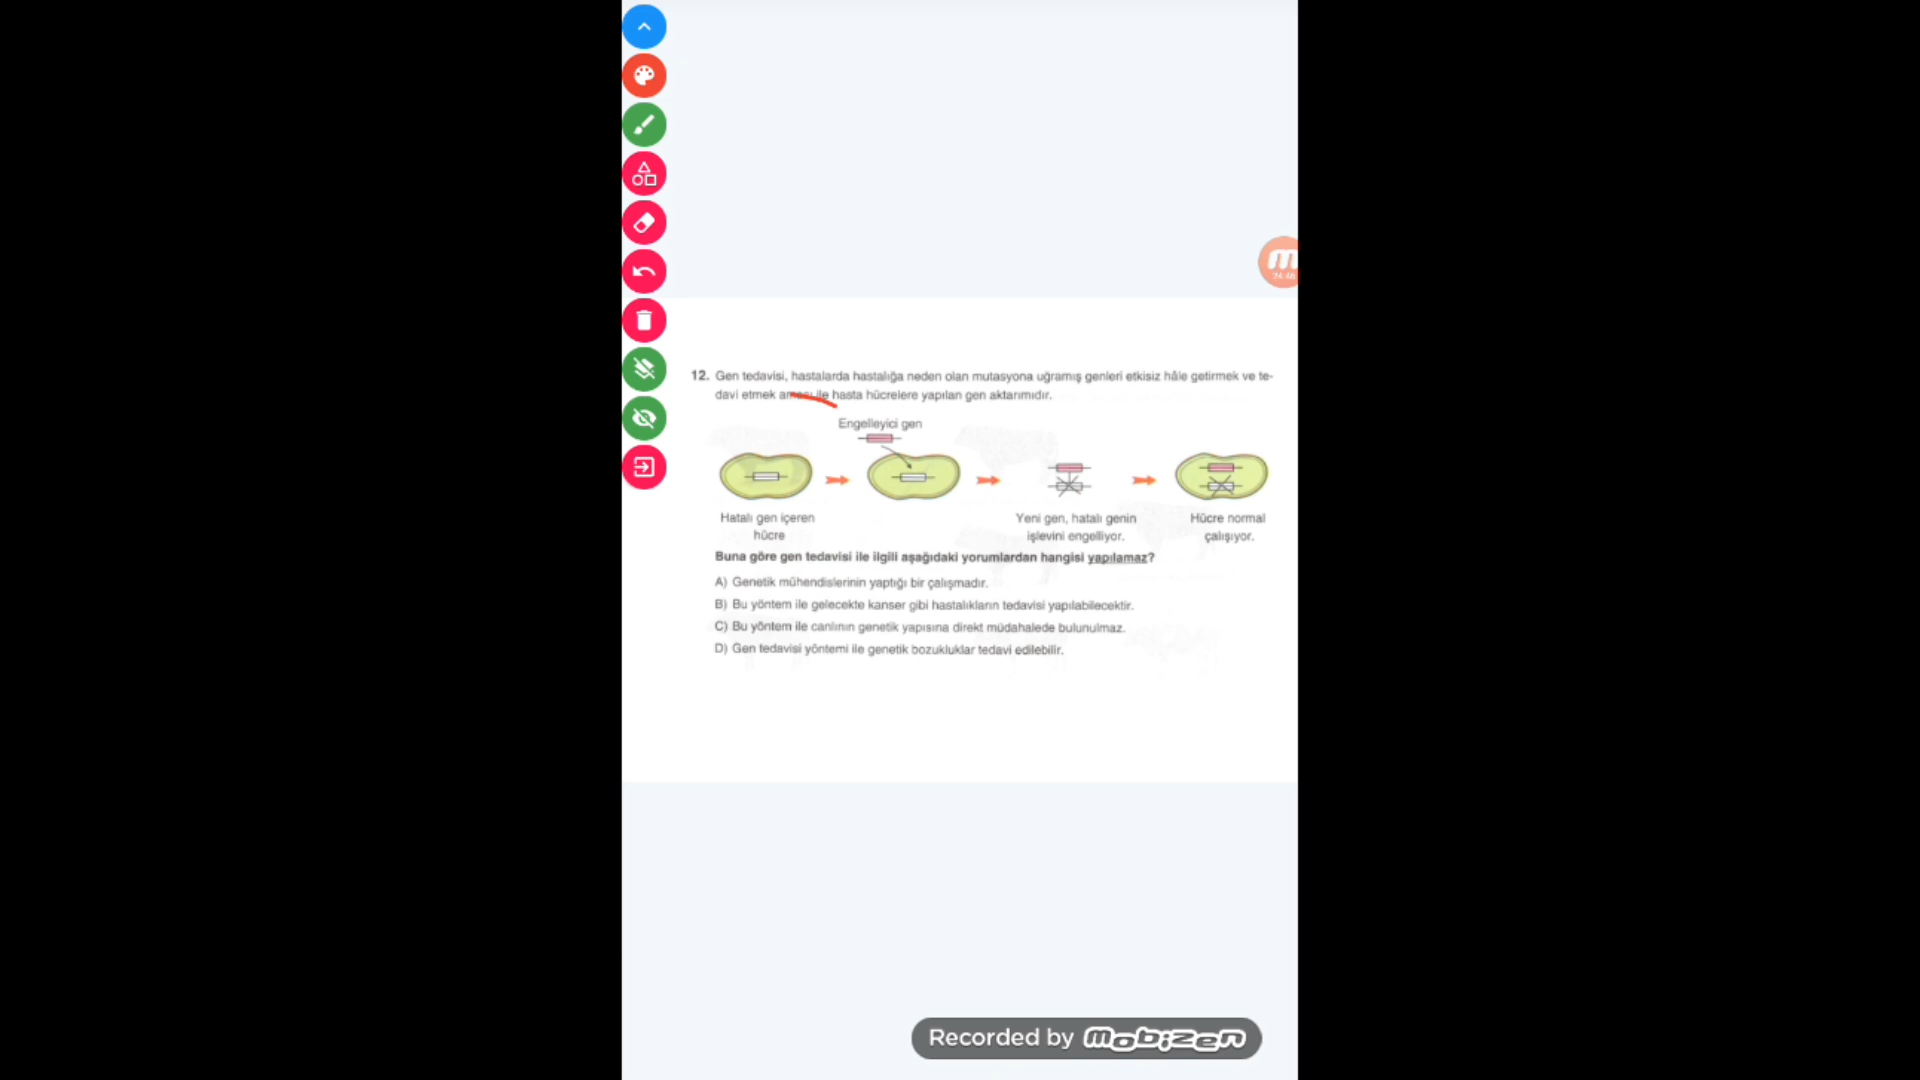 24:46
12. Gen tedavisi, hastalarda hastalığa neden olan mutasyona uğramış genleri etkisiz hâle getirmek ve te-
davi etmek amacı ile hasta hücrelere yapılan gen aktarımıdır.
Engelleyici gen
Hatalı gen içeren
hücre
Yeni gen, hatalı genin
işlevini engelliyor.
Hücre normal
çalışıyor.
Buna göre gen tedavisi ile ilgili aşağıdaki yorumlardan hangisi yapılamaz?
A) Genetik mühendislerinin yaptığı bir çalışmadır.
B) Bu yöntem ile gelecekte kanser gibi hastalıkların tedavisi yapılabilecektir.
C) Bu yöntem ile canlının genetik yapısına direkt müdahalede bulunulmaz.
D) Gen tedavisi yöntemi ile genetik bozukluklar tedavi edilebilir.
Recorded by mobizen